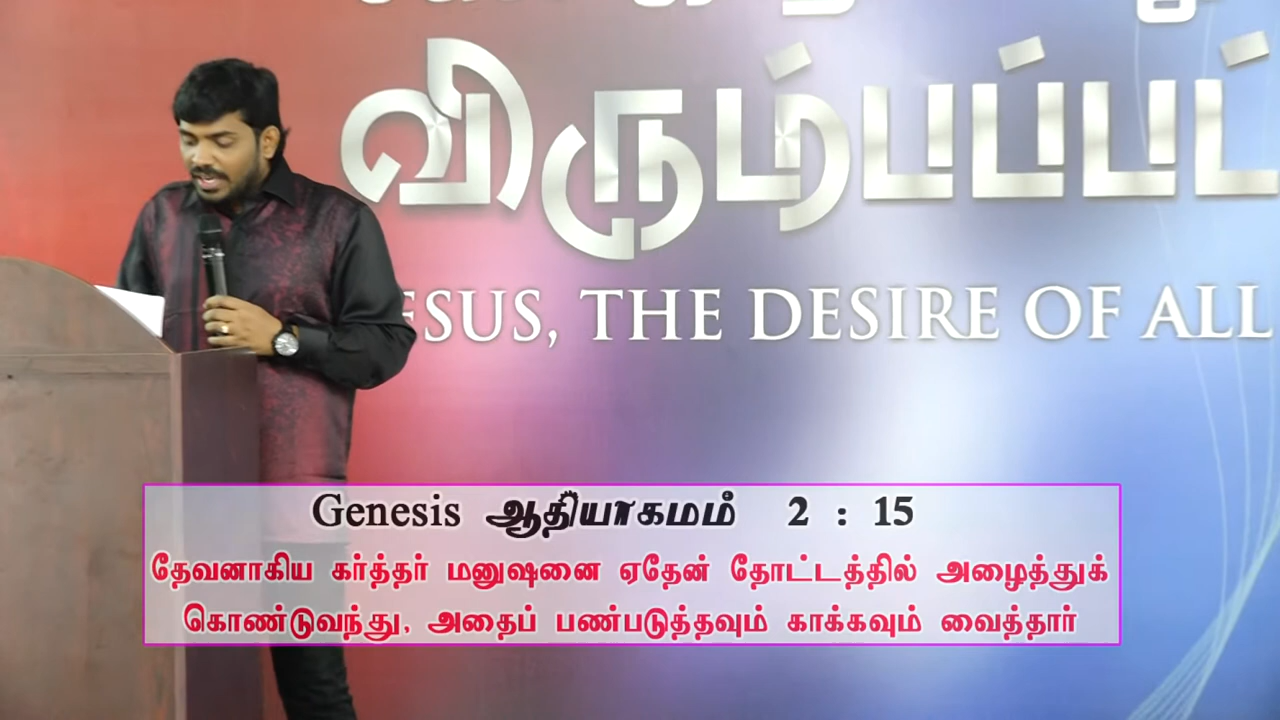 விரும்பப்பட்
ESUS, THE DESIRE OF ALL
Genesis ஆதியாகமம் 2 : 15
தேவனாகிய கர்த்தர் மனுஷனை ஏதேன் தோட்டத்தில் அழைத்துக்
கொண்டுவந்து, அதைப் பண்படுத்தவும் காக்கவும் வைத்தார்